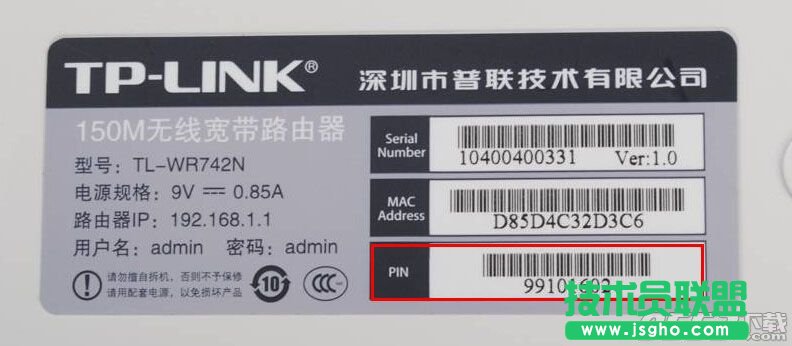 TP-LINK® 深圳市普联技术有限公司
150M无线宽带路由器
型号：TL-WR742N
电源规格：9V 0.85A
路由器IP：192.168.1.1
用户名：admin 密码：admin
请勿擅自拆机，否则不予保修
请用配套电源，以免损坏产品
10
CCC
Serial
Number
10400400331 Ver:1.0
MAC
Address
D85D4C32D3C6
PIN
技术员联盟
www.jsgho.com
下载